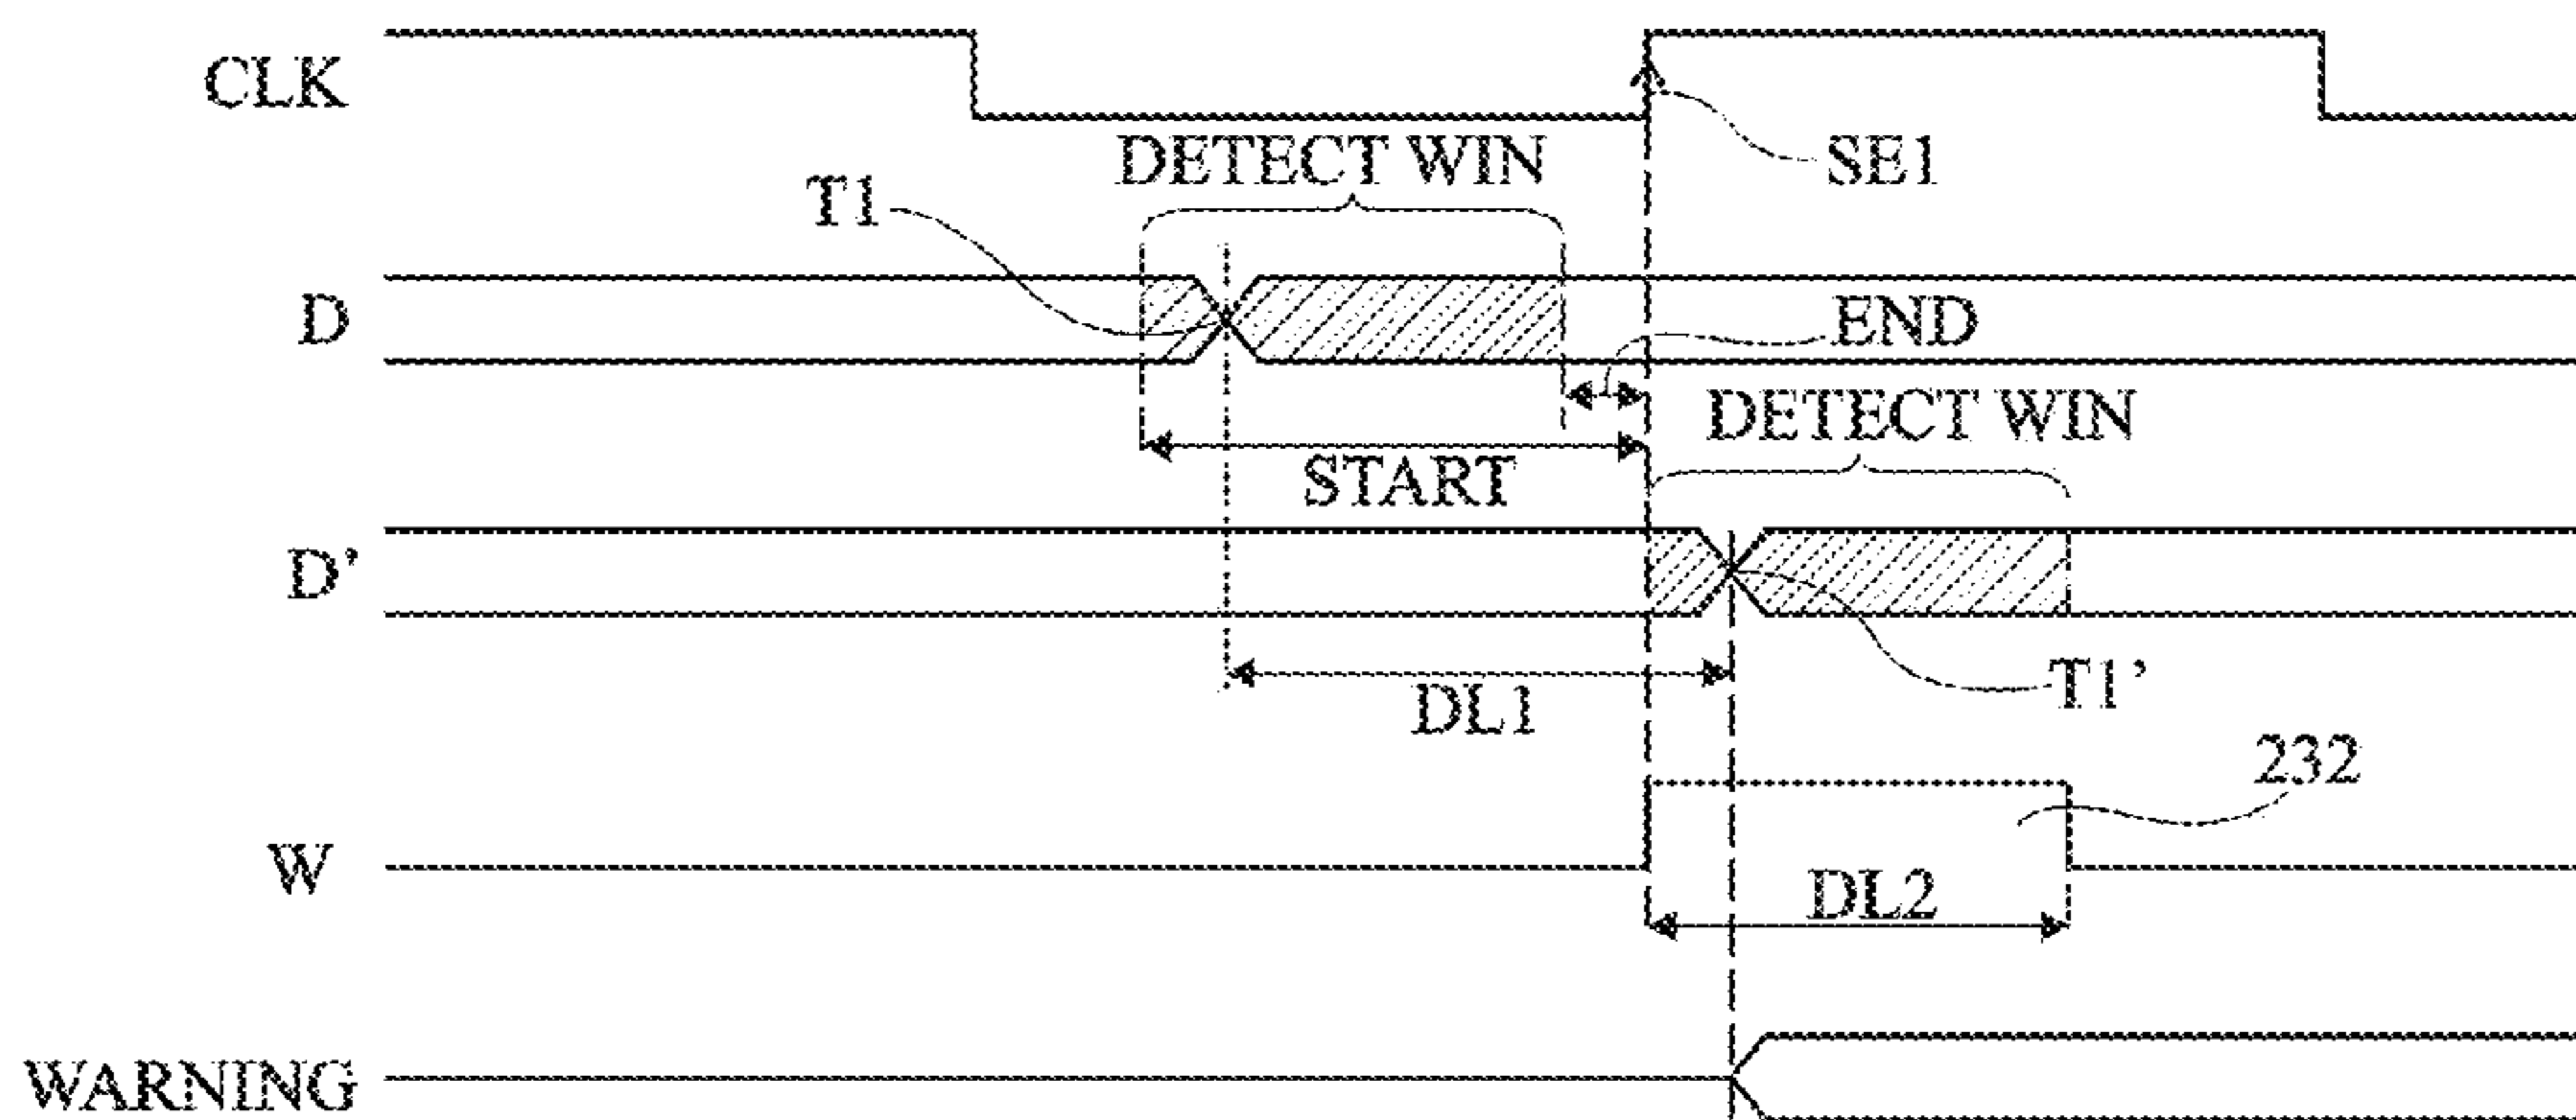 CLK
DETECT WIN
SE1
T1
D
END
DETECT WIN
START
D’
T1’
DL1
232
W
DL2
WARNING